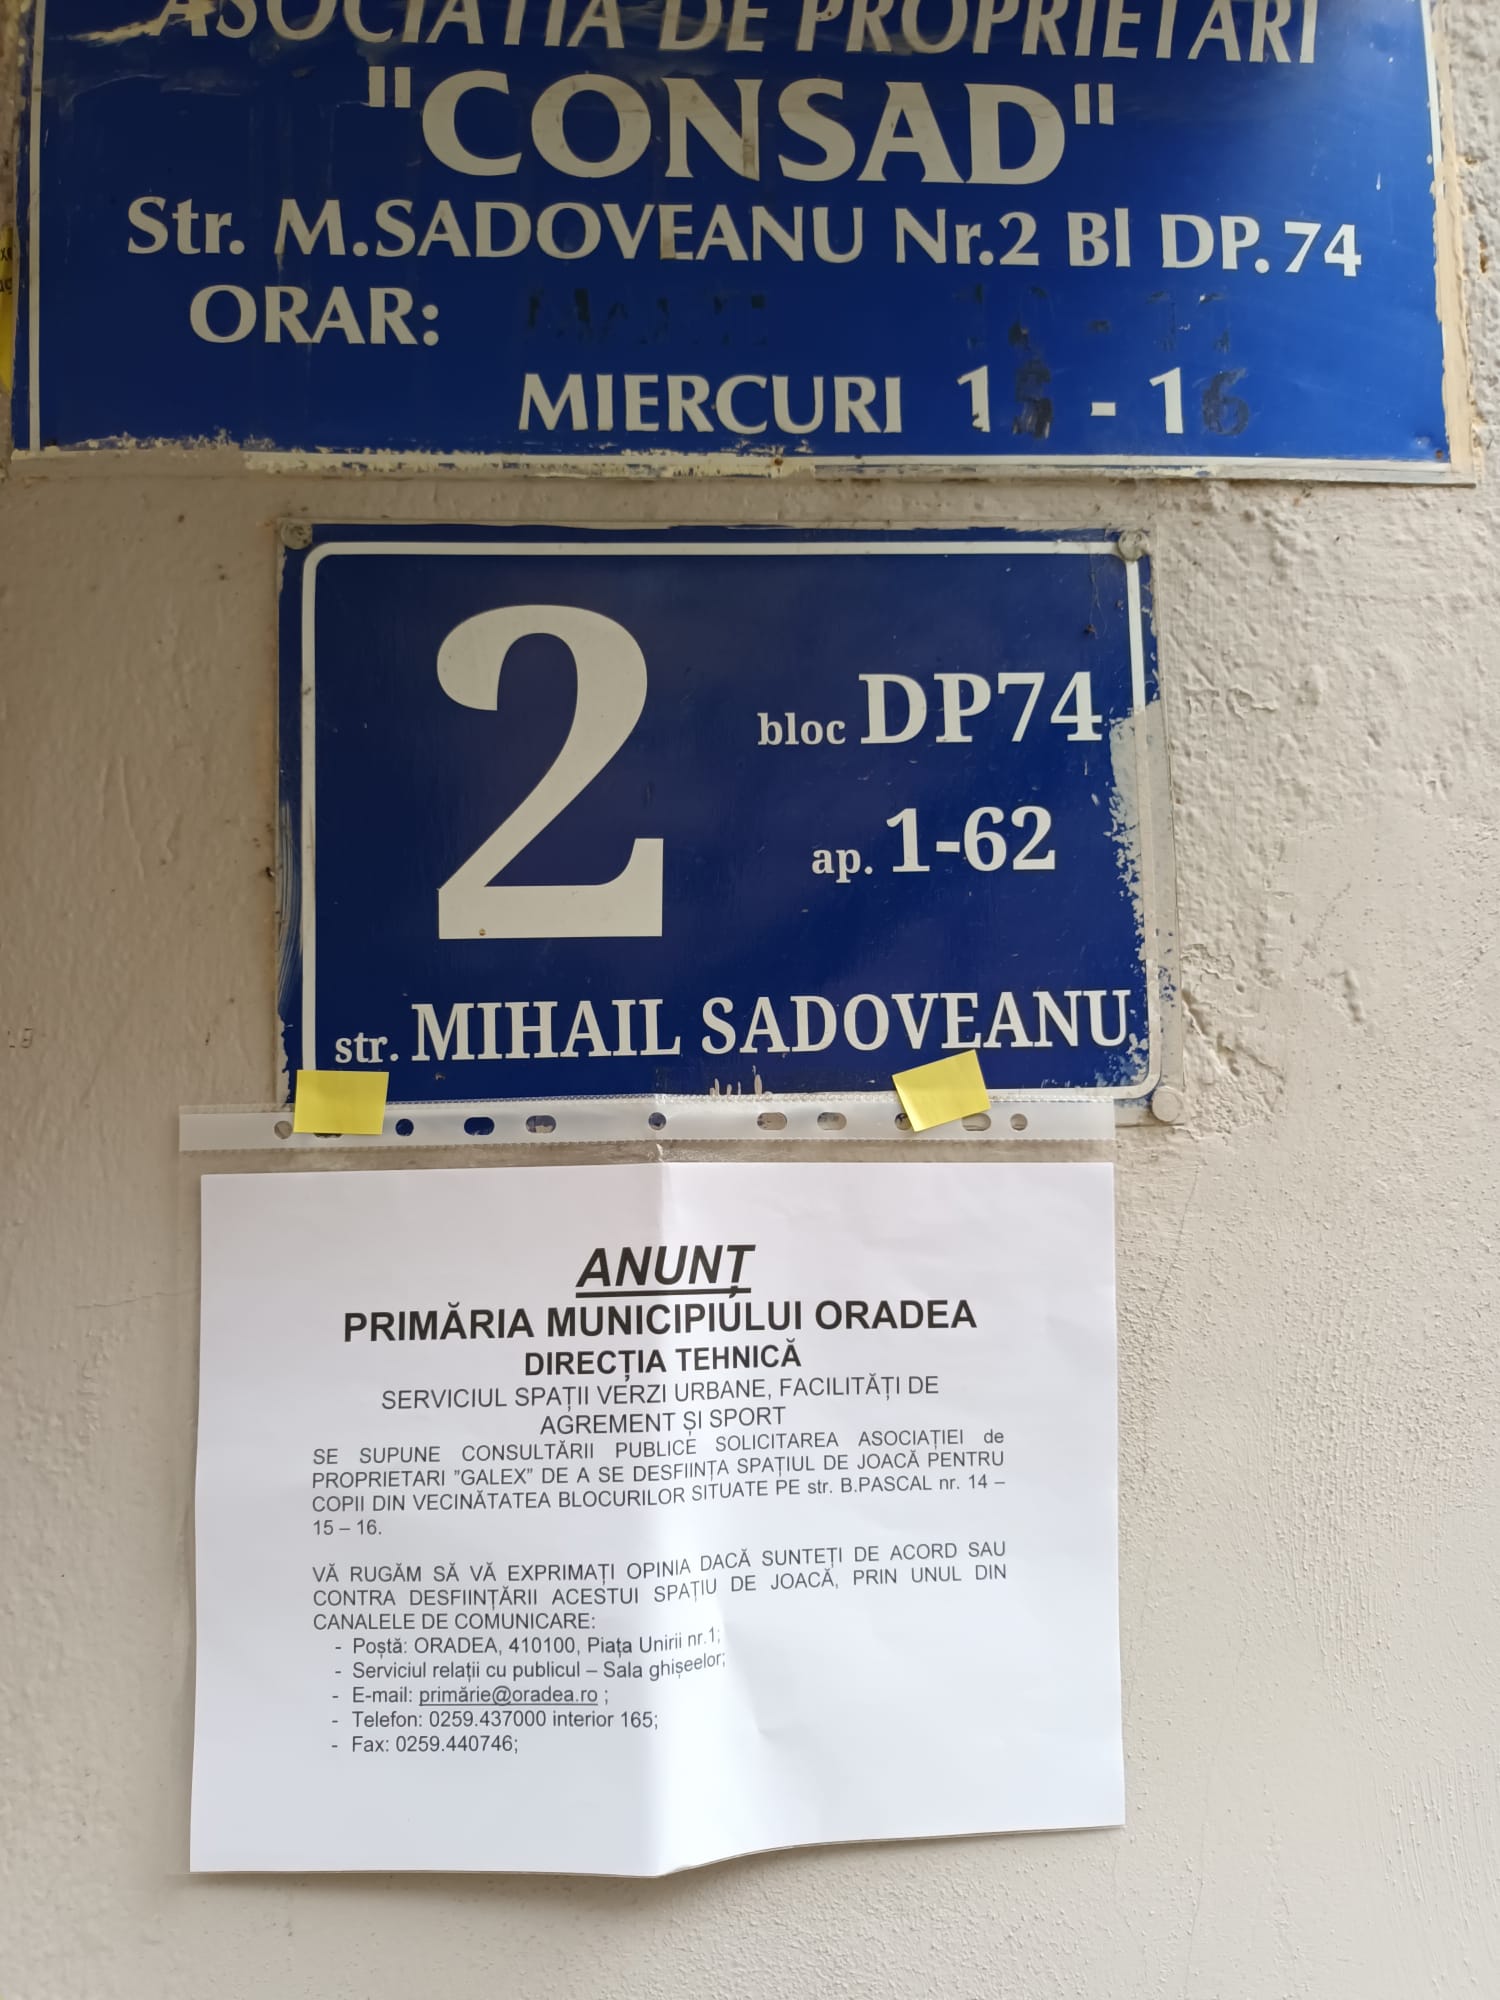 ASOCIATIA DE PROPRIETARI
"CONSAD"
Str. M.SADOVEANU Nr.2 Bl DP.74
ORAR:
MIERCURI 15 - 16
2
bloc DP74
ap. 1-62
str. MIHAIL SADOVEANU
ANUNȚ
PRIMĂRIA MUNICIPIULUI ORADEA
DIRECȚIA TEHNICĂ
SERVICIUL SPAȚII VERZI URBANE, FACILITĂȚI DE
AGREMENT ȘI SPORT
SE SUPUNE CONSULTĂRII PUBLICE SOLICITAREA ASOCIAȚIEI de
PROPRIETARI ”GALEX” DE A SE DESFIINȚA SPAȚIUL DE JOACĂ PENTRU
COPII DIN VECINĂTATEA BLOCURILOR SITUATE PE str. B.PASCAL nr. 14 –
15 – 16.
VĂ RUGĂM SĂ VĂ EXPRIMAȚI OPINIA DACĂ SUNTEȚI DE ACORD SAU
CONTRA DESFIINȚĂRII ACESTUI SPAȚIU DE JOACĂ, PRIN UNUL DIN
CANALELE DE COMUNICARE:
- Poștă: ORADEA, 410100, Piața Unirii nr.1;
- Serviciul relații cu publicul – Sala ghișeelor;
- E-mail: primărie@oradea.ro ;
- Telefon: 0259.437000 interior 165;
- Fax: 0259.440746;